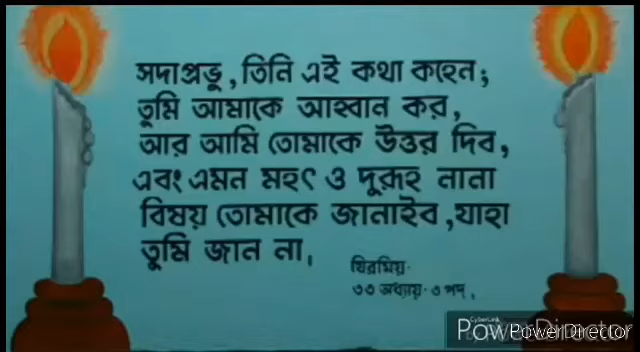 সদাপ্রভু, তিনি এই কথা কহেন;
তুমি আমাকে আহ্বান কর,
আর আমি তোমাকে উত্তর দিব,
এবং এমন মহৎ ও দুরূহ নানা
বিষয় তোমাকে জানাইব, যাহা
তুমি জান না,
যিরমিয়.
৩৩ অধ্যায়. ৩ পদ,
CyberLink
PowerDirector